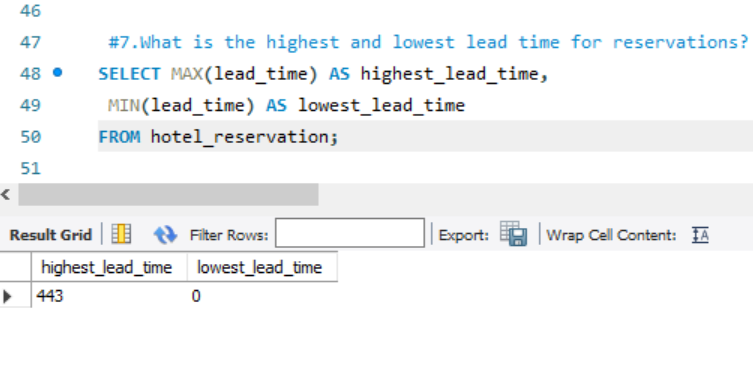 46
47 #7.What is the highest and lowest lead time for reservations?
48 SELECT MAX(lead_time) AS highest_lead_time,
49 MIN(lead_time) AS lowest_lead_time
50 FROM hotel_reservation;
51
Result Grid Filter Rows: Export: Wrap Cell Content: IA
highest_lead_time lowest_lead_time
443 0